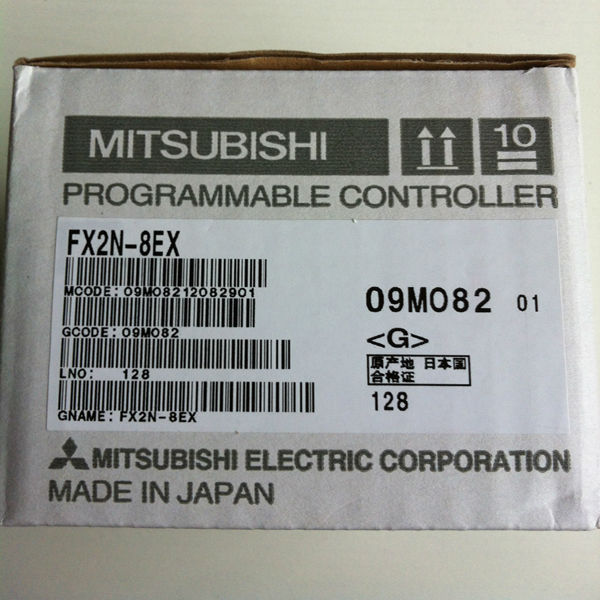 MITSUBISHI
10
PROGRAMMABLE CONTROLLER
FX2N-8EX
MCODE:09M08212082901
GCODE:09M082
LNO: 128
GNAME:FX2N-8EX
09M082 01
<G>
原产地 日本国
合格证
128
MITSUBISHI ELECTRIC CORPORATION
MADE IN JAPAN